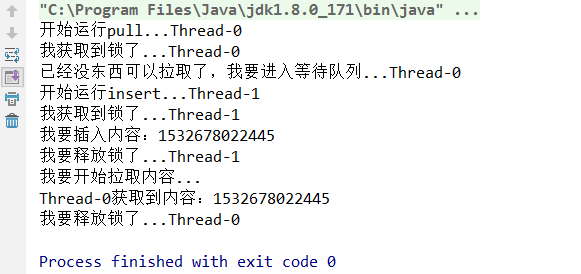 "C:\Program Files\Java\jdk1.8.0_171\bin\java" ...
开始运行pull...Thread-0
我获取到锁了...Thread-0
已经没东西可以拉取了，我要进入等待队列...Thread-0
开始运行insert...Thread-1
我获取到锁了...Thread-1
我要插入内容：1532678022445
我要释放锁了...Thread-1
我要开始拉取内容...
Thread-0获取到内容：1532678022445
我要释放锁了...Thread-0
Process finished with exit code 0